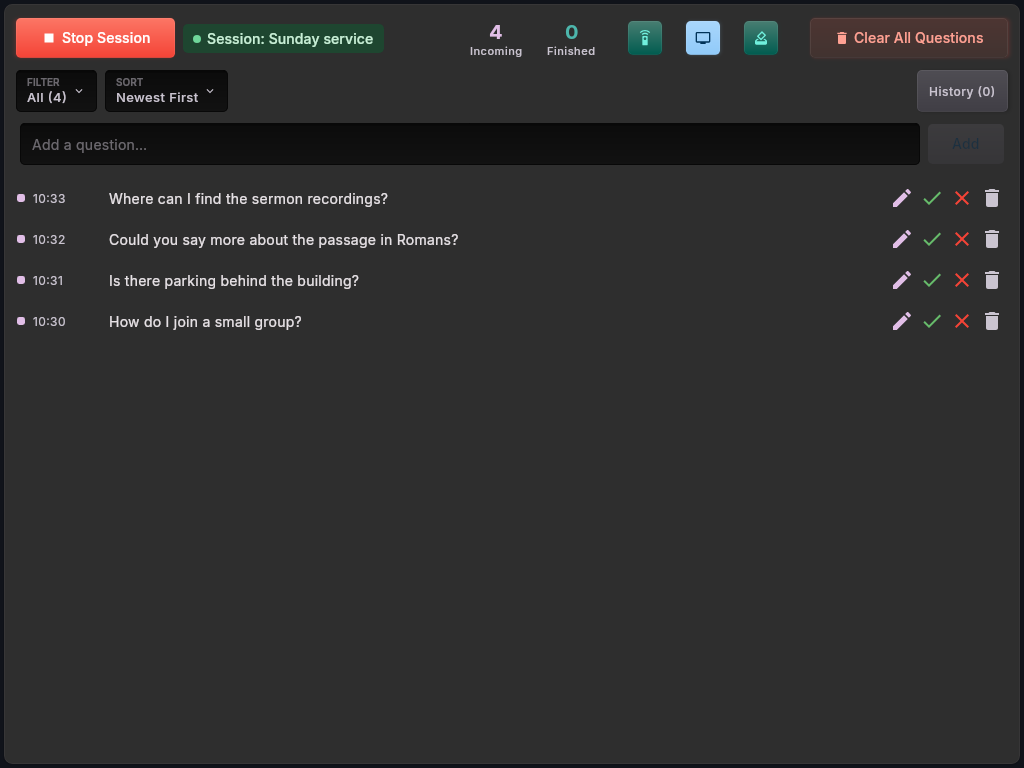 Stop Session
Session: Sunday service
4
Incoming
0
Finished
Clear All Questions
FILTER
All (4)
SORT
Newest First
History (0)
Add a question...
Add
10:33 Where can I find the sermon recordings?
10:32 Could you say more about the passage in Romans?
10:31 Is there parking behind the building?
10:30 How do I join a small group?